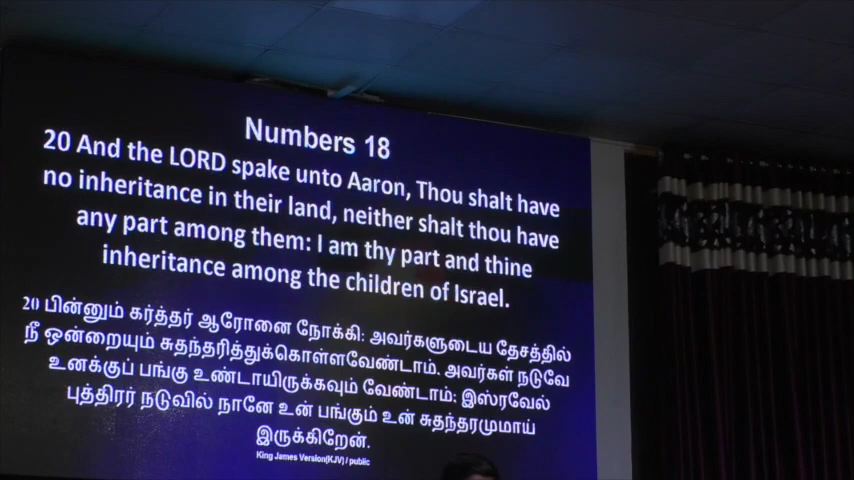 Numbers 18
20 And the LORD spake unto Aaron, Thou shalt have
no inheritance in their land, neither shalt thou have
any part among them: I am thy part and thine
inheritance among the children of Israel.
20 பின்னும் கர்த்தர் ஆரோனை நோக்கி: அவர்களுடைய தேசத்தில்
நீ ஒன்றையும் சுதந்தரித்துக்கொள்ளவேண்டாம். அவர்கள் நடுவே
உனக்குப் பங்கு உண்டாயிருக்கவும் வேண்டாம்: இஸ்ரவேல்
புத்திரர் நடுவில் நானே உன் பங்கும் உன் சுதந்தரமுமாய்
இருக்கிறேன்.
King James Version(KJV) / public